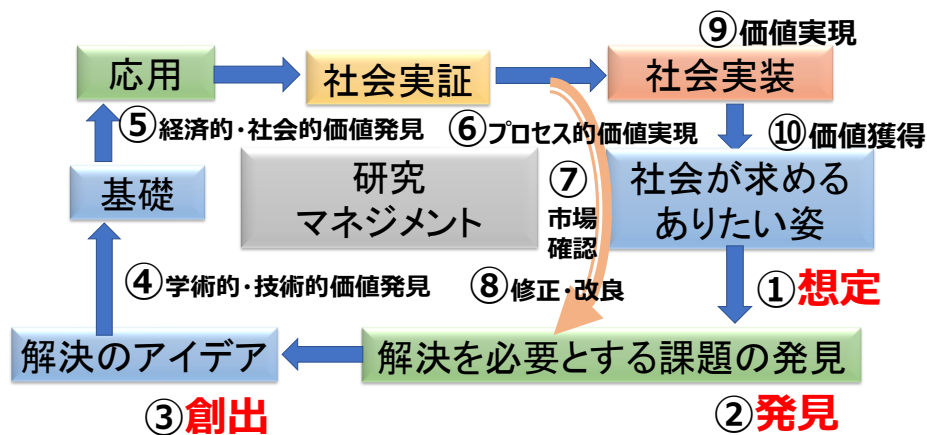 ⑨価値実現
応用
社会実証
社会実装
⑤経済的・社会的価値発見
⑥プロセス的価値実現
⑩価値獲得
基礎
研究
マネジメント
⑦
市場
確認
社会が求める
ありたい姿
④学術的・技術的価値発見
⑧修正・改良
①想定
解決のアイデア
解決を必要とする課題の発見
③創出
②発見